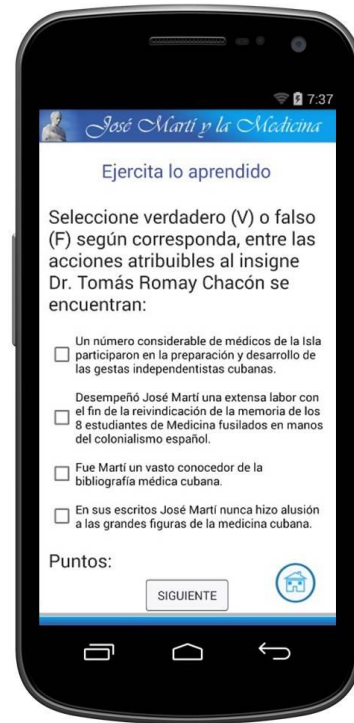 7:37
José Martí y la Medicina
Ejercita lo aprendido
Seleccione verdadero (V) o falso
(F) según corresponda, entre las
acciones atribuibles al insigne
Dr. Tomás Romay Chacón se
encuentran:
Un número considerable de médicos de la Isla
participaron en la preparación y desarrollo de
las gestas independentistas cubanas.
Desempeñó José Martí una extensa labor con
el fin de la reivindicación de la memoria de los
8 estudiantes de Medicina fusilados en manos
del colonialismo español.
Fue Martí un vasto conocedor de la
bibliografía médica cubana.
En sus escritos José Martí nunca hizo alusión
a las grandes figuras de la medicina cubana.
Puntos:
SIGUIENTE